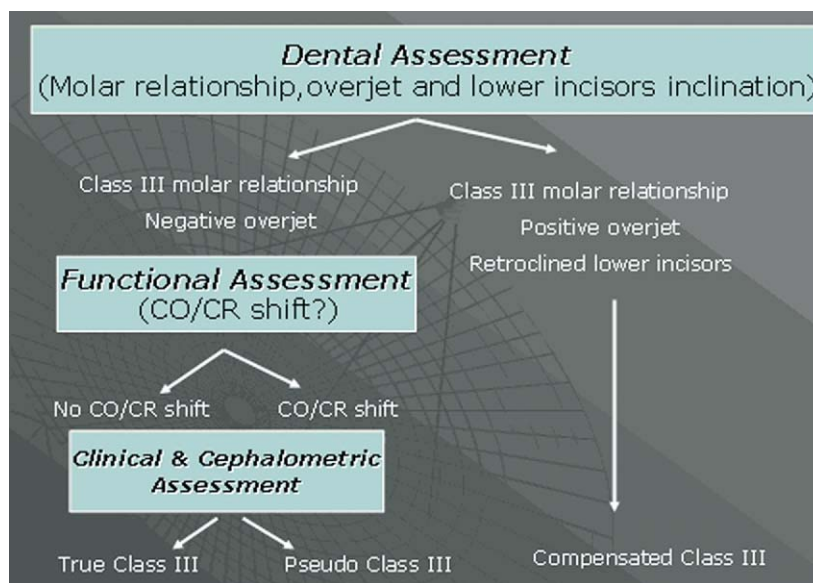 Dental Assessment
(Molar relationship,overjet and lower incisors inclination)
Class III molar relationship
Negative overjet
Class III molar relationship
Positive overjet
Retroclined lower incisors
Functional Assessment
(CO/CR shift?)
No CO/CR shift
CO/CR shift
Clinical & Cephalometric
Assessment
True Class III
Pseudo Class III
Compensated Class III